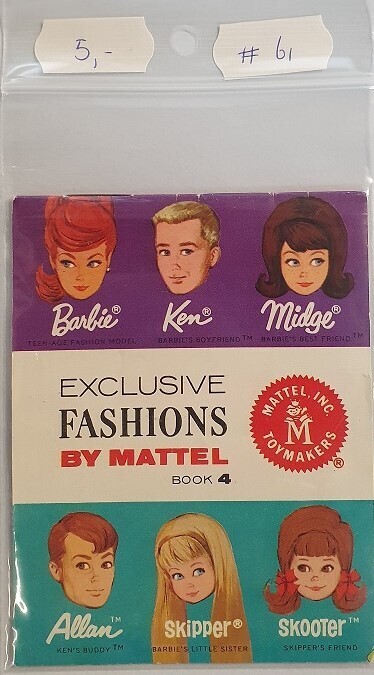 5,-
# 6,
Barbie®
TEEN-AGE FASHION MODEL
Ken®
BARBIE'S BOYFRIEND™
Midge®
BARBIE'S BEST FRIEND™
EXCLUSIVE
FASHIONS
BY MATTEL
BOOK 4
MATTEL, INC.
M
TOYMAKERS
®
Allan™
KEN'S BUDDY™
Skipper®
BARBIE'S LITTLE SISTER
SKOOTER™
SKIPPER'S FRIEND